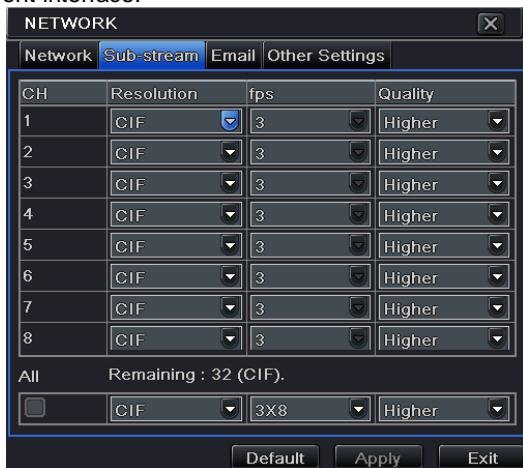 ent interface.
NETWORK X
Network Sub-stream Email Other Settings
CH Resolution fps Quality
1 CIF 3 Higher
2 CIF 3 Higher
3 CIF 3 Higher
4 CIF 3 Higher
5 CIF 3 Higher
6 CIF 3 Higher
7 CIF 3 Higher
8 CIF 3 Higher
All Remaining : 32 (CIF).
CIF 3X8 Higher
Default Apply Exit